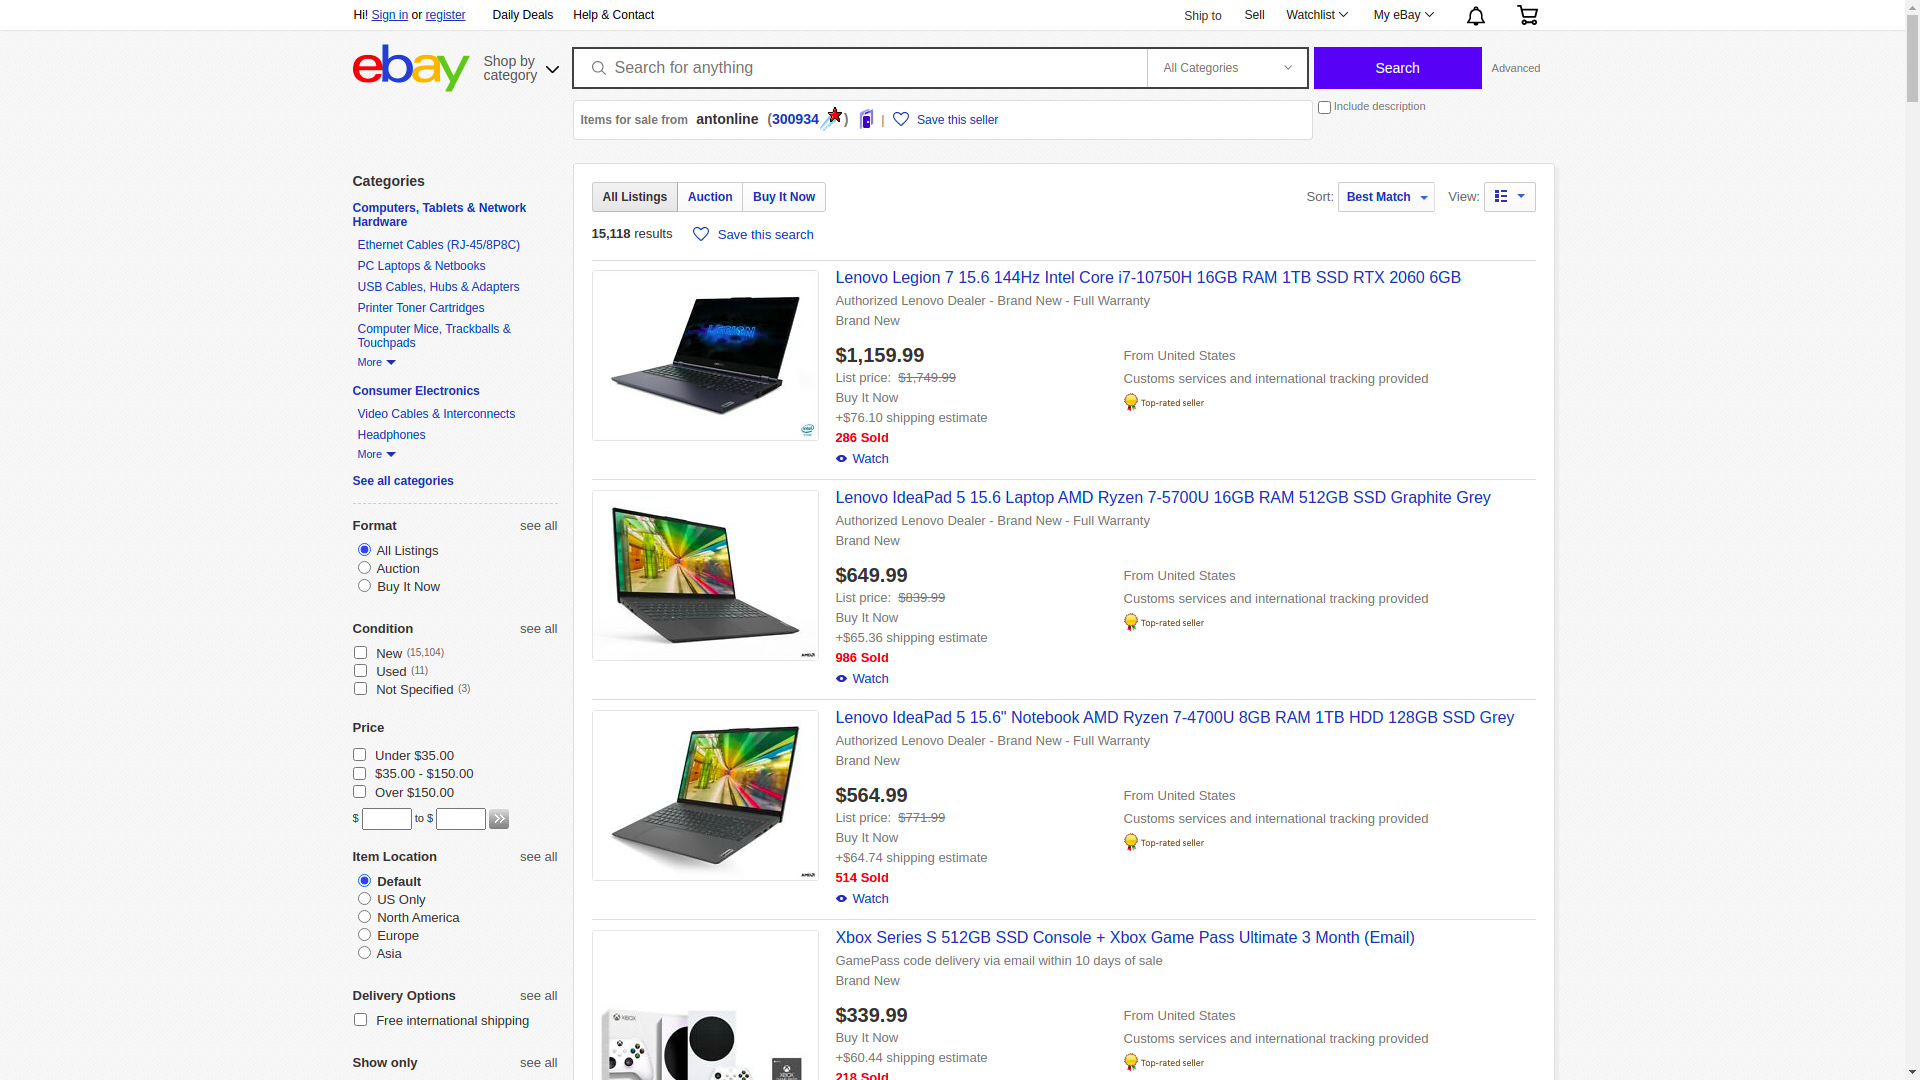 Hi! Sign in or register
Daily Deals
Help & Contact
Ship to
Sell
Watchlist
My eBay
ebay
Shop by category
Search for anything
All Categories
Search
Advanced
Items for sale from antonline (300934 ) | Save this seller
Include description
Categories
Computers, Tablets & Network
Hardware
Ethernet Cables (RJ-45/8P8C)
PC Laptops & Netbooks
USB Cables, Hubs & Adapters
Printer Toner Cartridges
Computer Mice, Trackballs &
Touchpads
More
Consumer Electronics
Video Cables & Interconnects
Headphones
More
See all categories
Format see all
All Listings
Auction
Buy It Now
Condition see all
New (15,104)
Used (11)
Not Specified (3)
Price
Under $35.00
$35.00 - $150.00
Over $150.00
$ to $
Item Location see all
Default
US Only
North America
Europe
Asia
Delivery Options see all
Free international shipping
Show only see all
All Listings Auction Buy It Now
Sort: Best Match View:
15,118 results
Save this search
Lenovo Legion 7 15.6 144Hz Intel Core i7-10750H 16GB RAM 1TB SSD RTX 2060 6GB
Authorized Lenovo Dealer - Brand New - Full Warranty
Brand New
$1,159.99 From United States
List price: $1,749.99 Customs services and international tracking provided
Buy It Now Top-rated seller
+$76.10 shipping estimate
286 Sold
Watch
LEGION
intel
Lenovo IdeaPad 5 15.6 Laptop AMD Ryzen 7-5700U 16GB RAM 512GB SSD Graphite Grey
Authorized Lenovo Dealer - Brand New - Full Warranty
Brand New
$649.99 From United States
List price: $839.99 Customs services and international tracking provided
Buy It Now Top-rated seller
+$65.36 shipping estimate
986 Sold
Watch
AMD
Lenovo IdeaPad 5 15.6" Notebook AMD Ryzen 7-4700U 8GB RAM 1TB HDD 128GB SSD Grey
Authorized Lenovo Dealer - Brand New - Full Warranty
Brand New
$564.99 From United States
List price: $771.99 Customs services and international tracking provided
Buy It Now Top-rated seller
+$64.74 shipping estimate
514 Sold
Watch
AMD
Xbox Series S 512GB SSD Console + Xbox Game Pass Ultimate 3 Month (Email)
GamePass code delivery via email within 10 days of sale
Brand New
$339.99 From United States
Buy It Now Customs services and international tracking provided
+$60.44 shipping estimate Top-rated seller
218 Sold
XBOX
XBOX